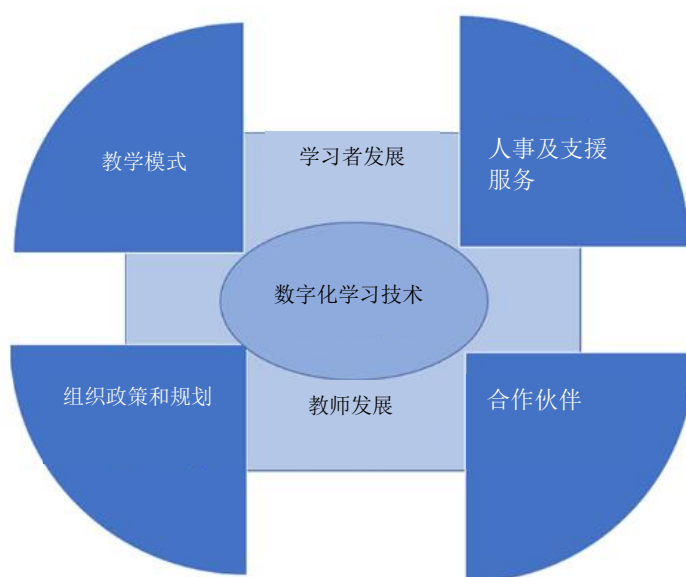 教学模式
学习者发展
人事及支援
服务
数字化学习技术
组织政策和规划
教师发展
合作伙伴